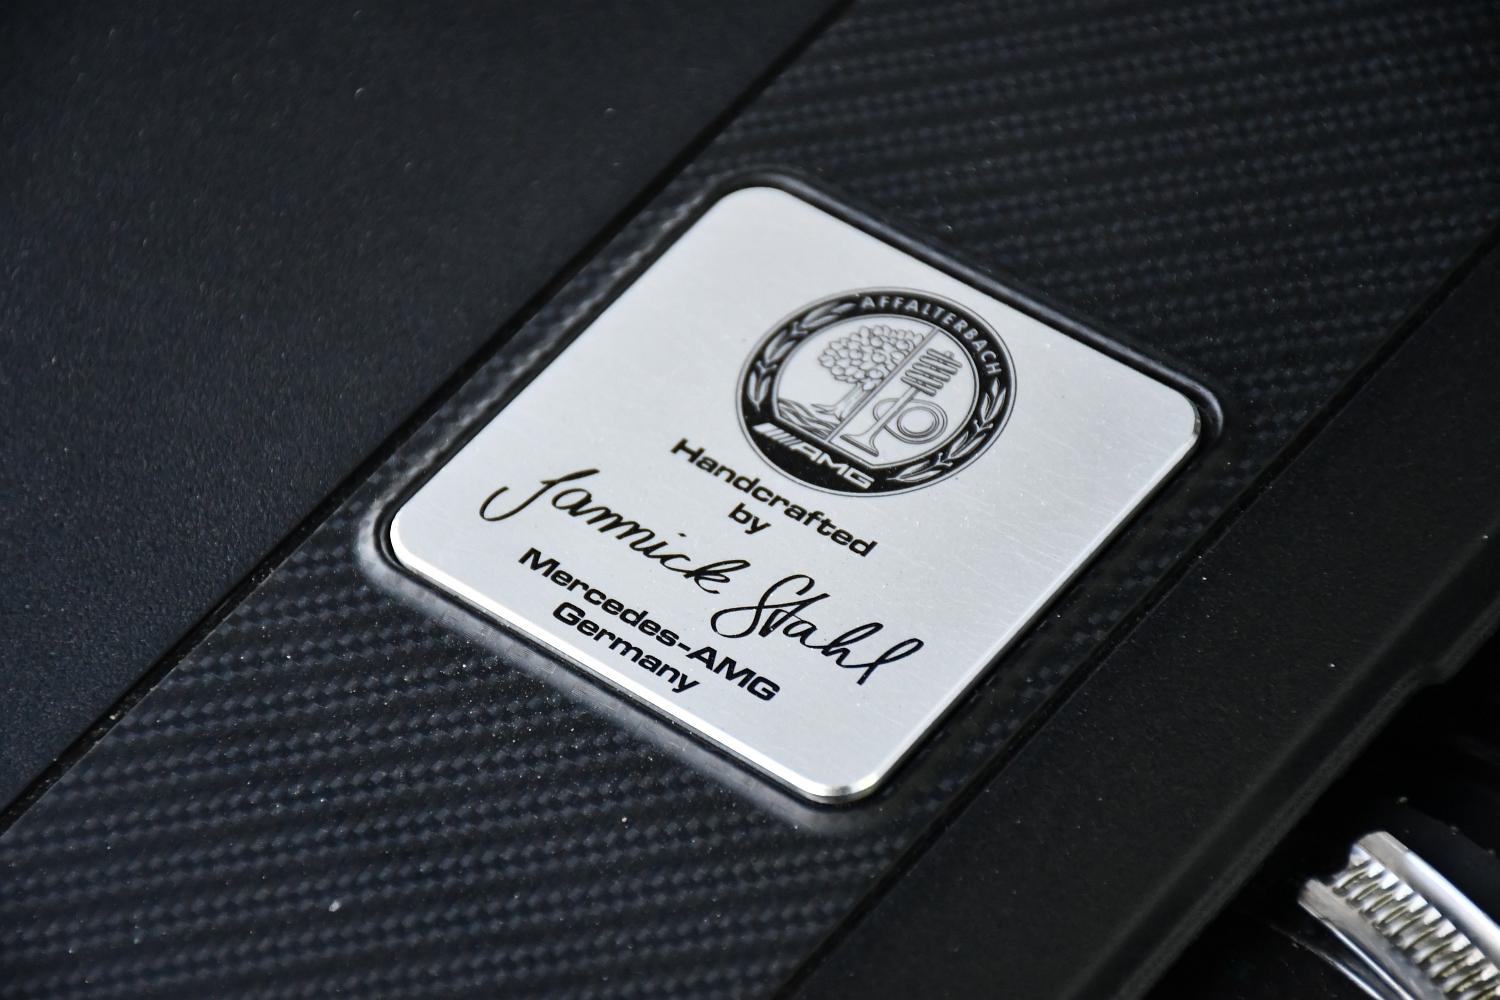 AFFALTERBACH
AMG
Handcrafted
by
Jannick Stahl
Mercedes-AMG
Germany